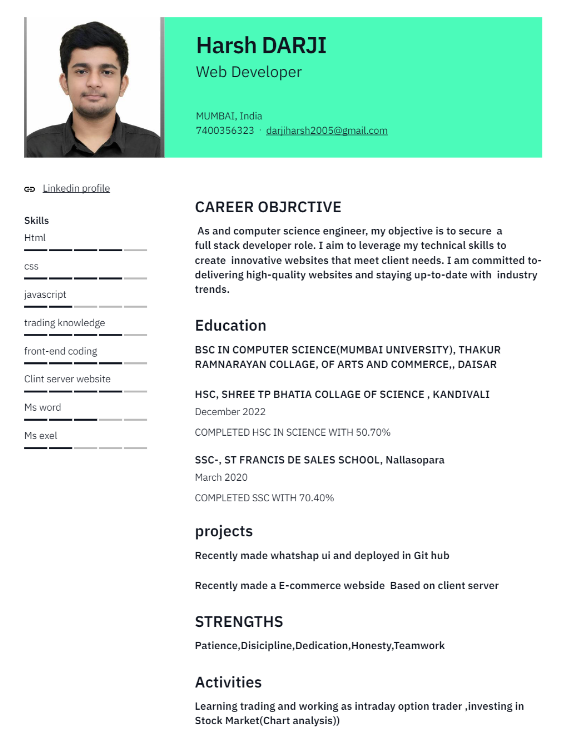 Harsh DARJI
Web Developer
MUMBAI, India
7400356323 · darjiharsh2005@gmail.com
Linkedin profile
Skills
Html
css
javascript
trading knowledge
front-end coding
Clint server website
Ms word
Ms exel
CAREER OBJRCTIVE
As and computer science engineer, my objective is to secure a
full stack developer role. I aim to leverage my technical skills to
create innovative websites that meet client needs. I am committed to-
delivering high-quality websites and staying up-to-date with industry
trends.
Education
BSC IN COMPUTER SCIENCE(MUMBAI UNIVERSITY), THAKUR
RAMNARAYAN COLLAGE, OF ARTS AND COMMERCE,, DAISAR
HSC, SHREE TP BHATIA COLLAGE OF SCIENCE , KANDIVALI
December 2022
COMPLETED HSC IN SCIENCE WITH 50.70%
SSC-, ST FRANCIS DE SALES SCHOOL, Nallasopara
March 2020
COMPLETED SSC WITH 70.40%
projects
Recently made whatshap ui and deployed in Git hub
Recently made a E-commerce webside Based on client server
STRENGTHS
Patience,Disicipline,Dedication,Honesty,Teamwork
Activities
Learning trading and working as intraday option trader ,investing in
Stock Market(Chart analysis))